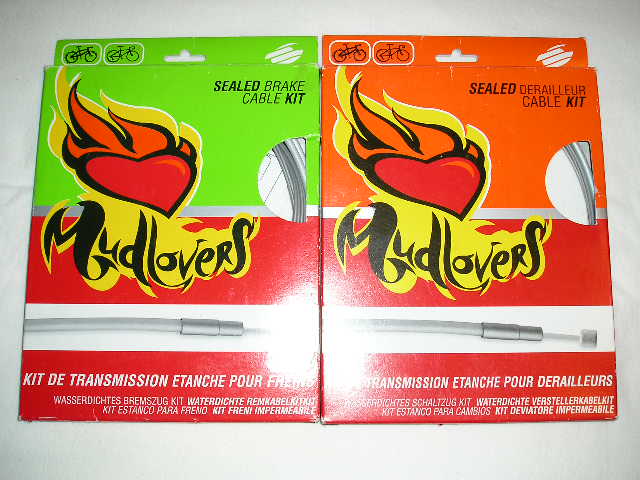 SEALED BRAKE
CABLE KIT
Mudlovers
KIT DE TRANSMISSION ETANCHE POUR FREINS
WASSERDICHTES BREMSZUG KIT WATERDICHTE REMKABELKITKIT
KIT ESTANCO PARA FRENO KIT FRENI IMPERMEABILE
SEALED DERAILLEUR
CABLE KIT
Mudlovers
TRANSMISSION ETANCHE POUR DERAILLEURS
WASSERDICHTES SCHALTZUG KIT WATERDICHTE VERSTELLERKABELKIT
KIT ESTANCO PARA CAMBIOS KIT DEVIATORE IMPERMEABILE